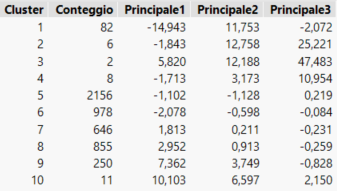 Cluster Conteggio Principale1 Principale2 Principale3
1 82 -14,943 11,753 -2,072
2 6 -1,843 12,758 25,221
3 2 5,820 12,188 47,483
4 8 -1,713 3,173 10,954
5 2156 -1,102 -1,128 0,219
6 978 -2,078 -0,598 -0,084
7 646 1,813 0,211 -0,231
8 855 2,952 0,913 -0,259
9 250 7,362 3,749 -0,828
10 11 10,103 6,597 2,150